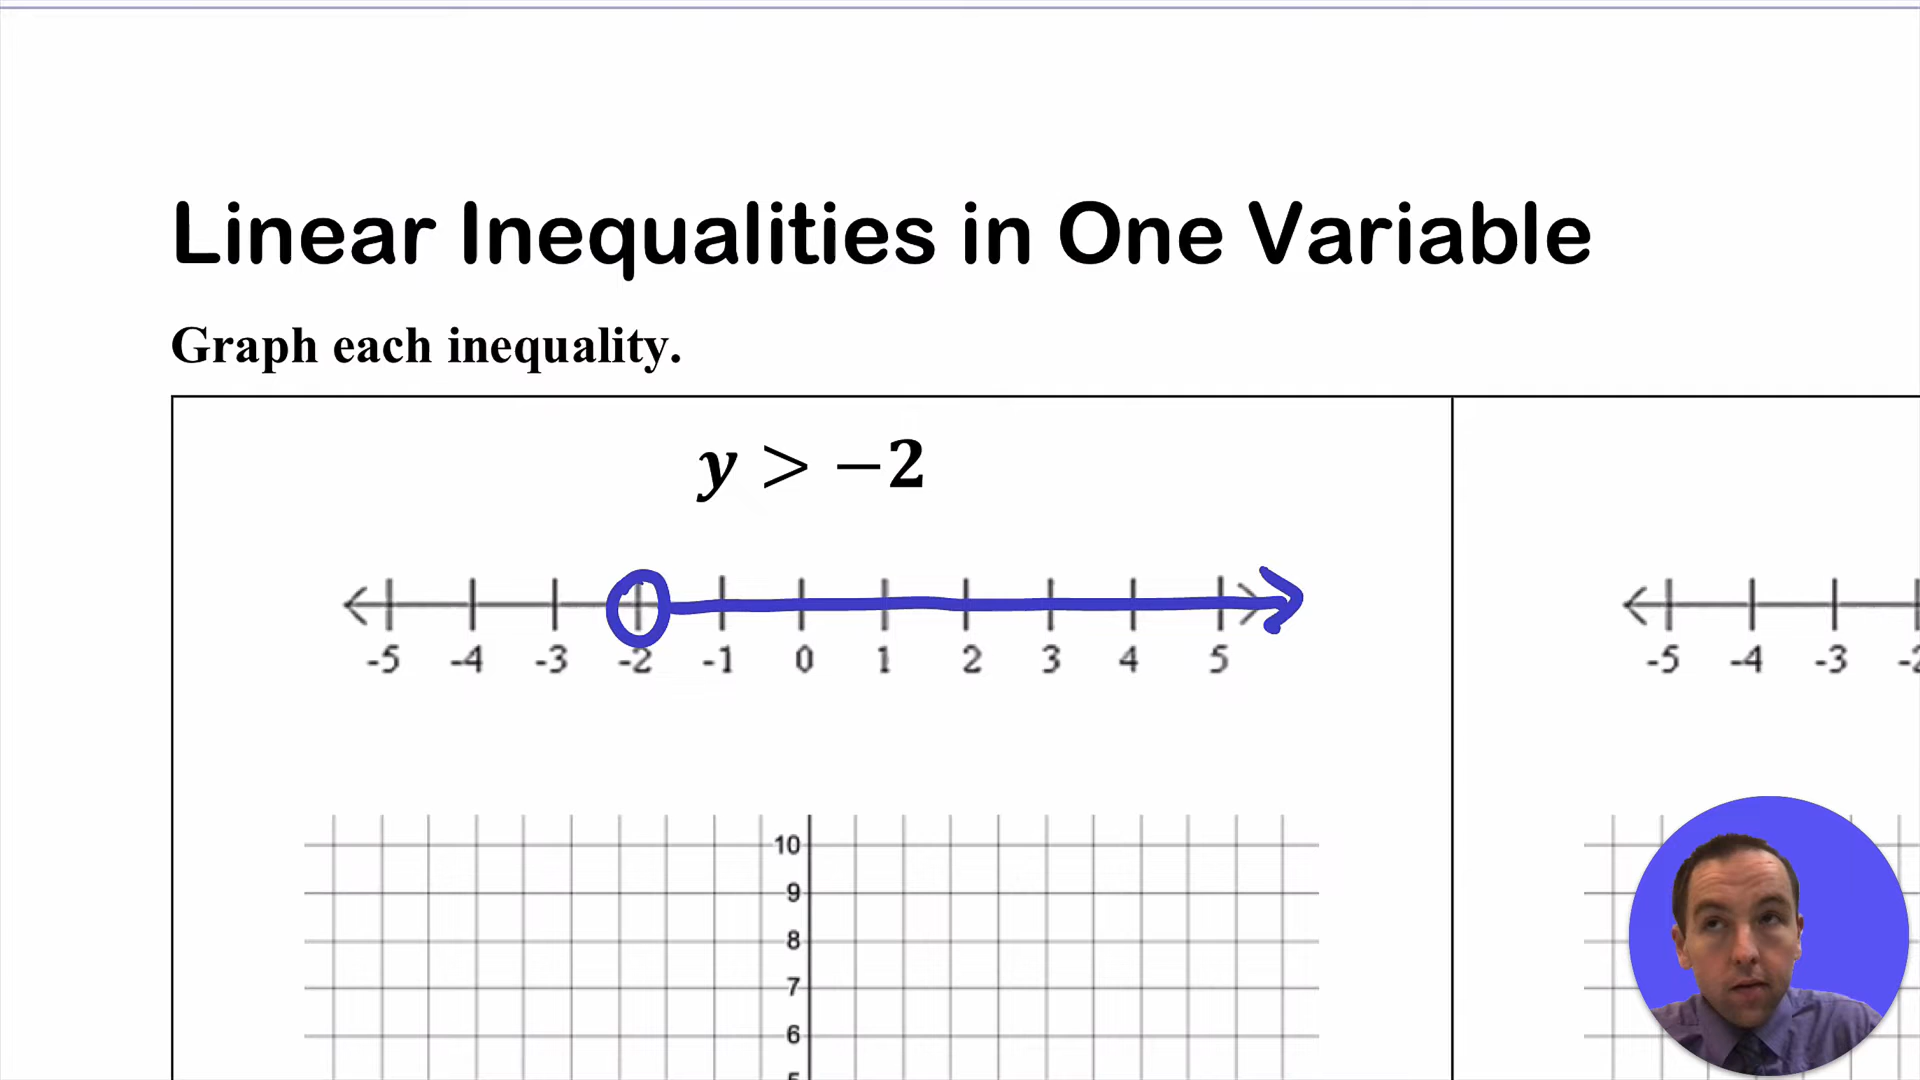 Linear Inequalities in One Variable
Graph each inequality.
y > −2
-5 -4 -3 -2 -1 0 1 2 3 4 5
-5 -4 -3
10
9
8
7
6